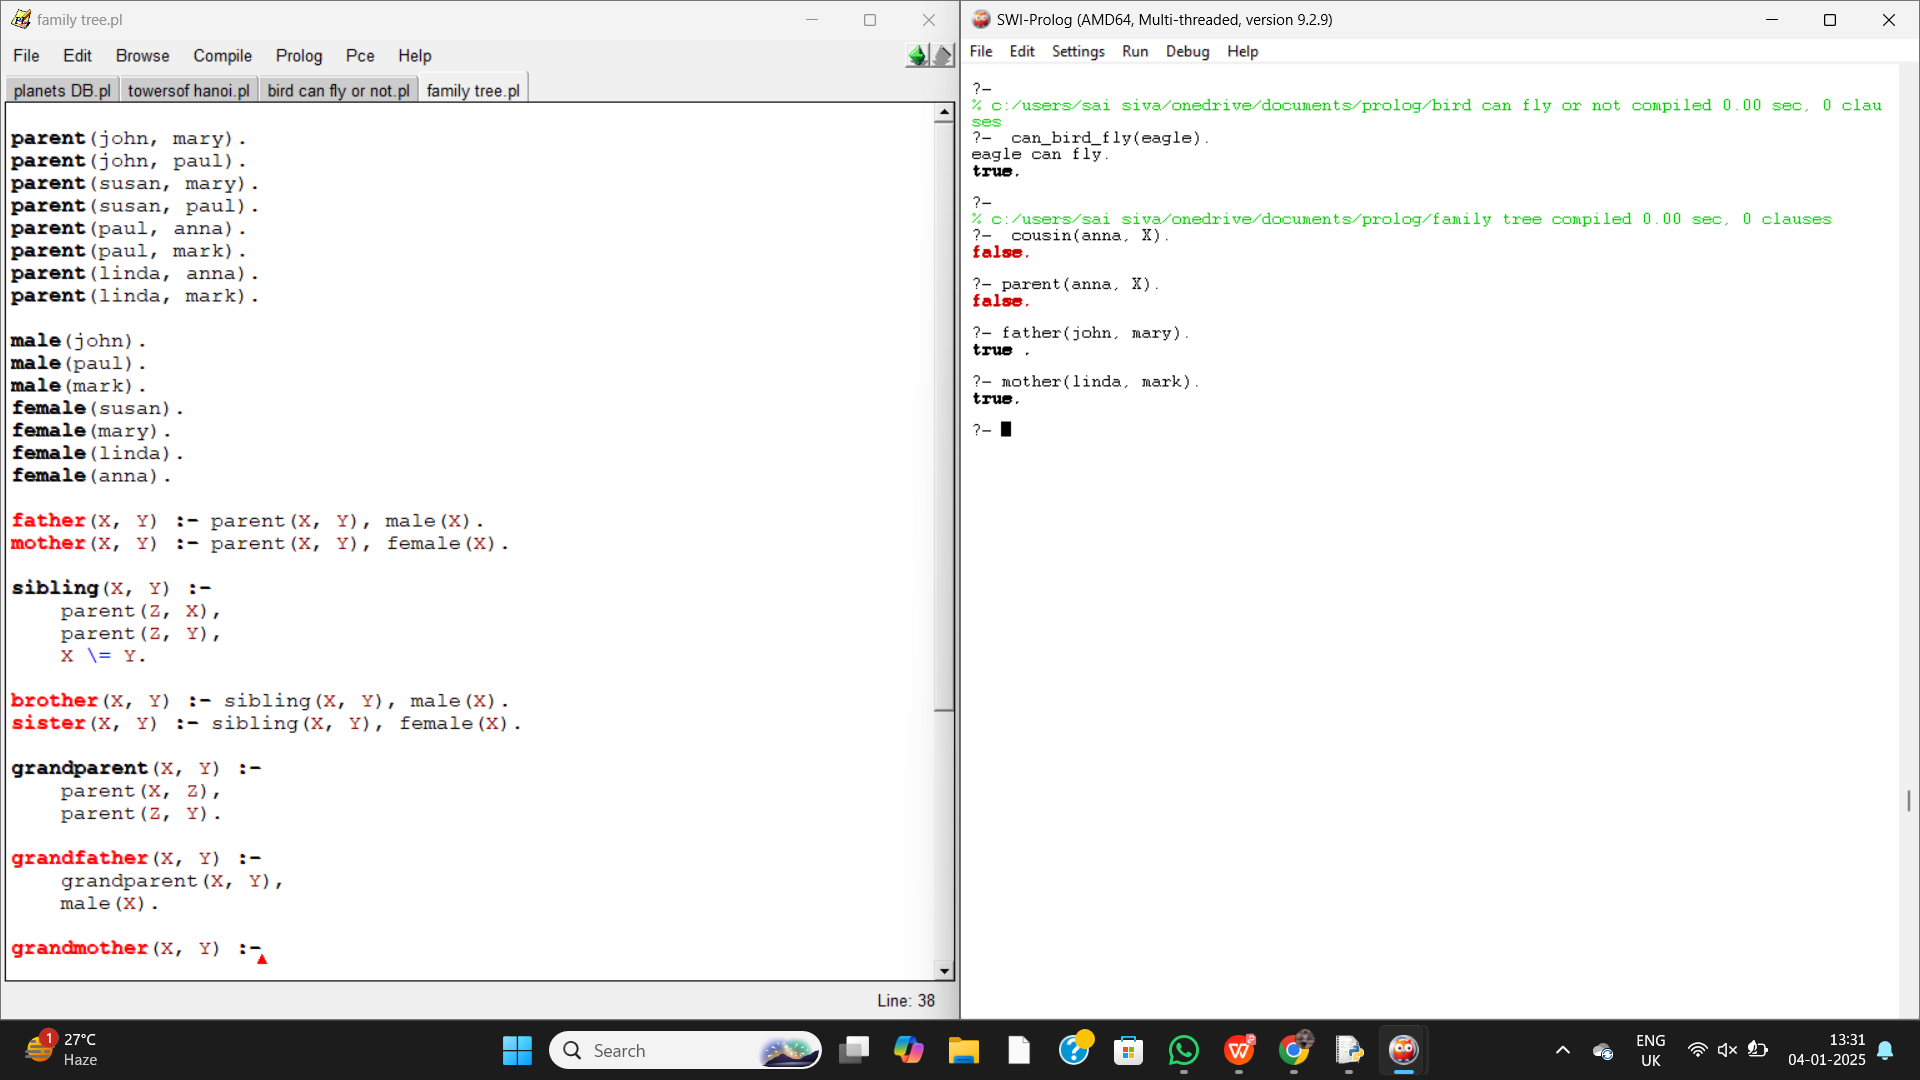 family tree.pl
File Edit Browse Compile Prolog Pce Help
planets DB.pl towersof hanoi.pl bird can fly or not.pl family tree.pl
parent(john, mary).
parent(john, paul).
parent(susan, mary).
parent(susan, paul).
parent(paul, anna).
parent(paul, mark).
parent(linda, anna).
parent(linda, mark).
male(john).
male(paul).
male(mark).
female(susan).
female(mary).
female(linda).
female(anna).
father(X, Y) :- parent(X, Y), male(X).
mother(X, Y) :- parent(X, Y), female(X).
sibling(X, Y) :-
parent(Z, X),
parent(Z, Y),
X \= Y.
brother(X, Y) :- sibling(X, Y), male(X).
sister(X, Y) :- sibling(X, Y), female(X).
grandparent(X, Y) :-
parent(X, Z),
parent(Z, Y).
grandfather(X, Y) :-
grandparent(X, Y),
male(X).
grandmother(X, Y) :-
Line: 38
SWI-Prolog (AMD64, Multi-threaded, version 9.2.9)
File Edit Settings Run Debug Help
?-
% c:/users/sai siva/onedrive/documents/prolog/bird can fly or not compiled 0.00 sec, 0 clau
ses
?- can_bird_fly(eagle).
eagle can fly.
true.
?-
% c:/users/sai siva/onedrive/documents/prolog/family tree compiled 0.00 sec, 0 clauses
?- cousin(anna, X).
false.
?- parent(anna, X).
false.
?- father(john, mary).
true .
?- mother(linda, mark).
true.
?-
1
27°C
Haze
Search
ENG
UK
13:31
04-01-2025